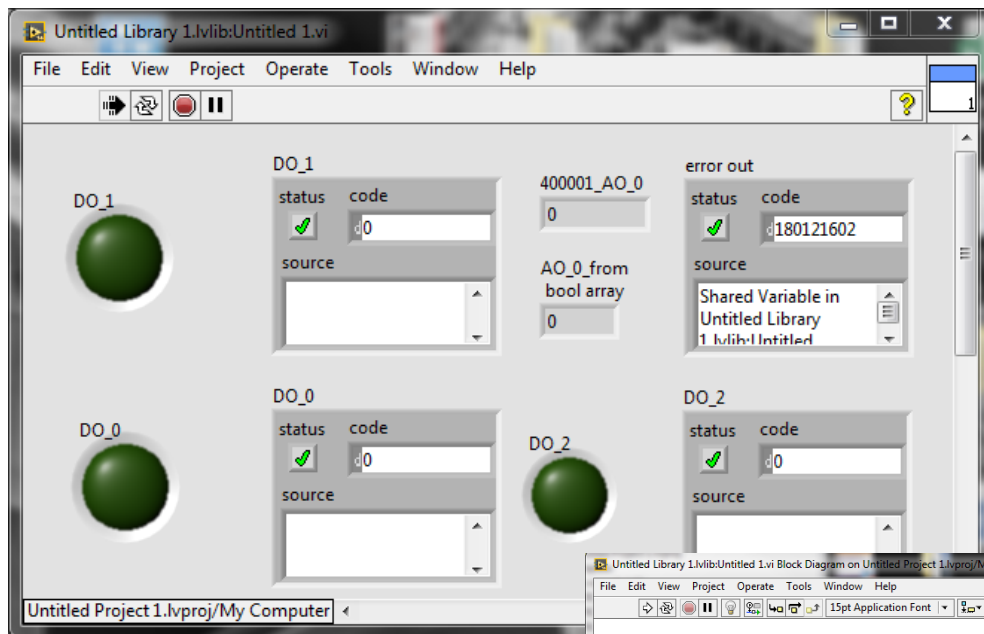 Untitled Library 1.lvlib:Untitled 1.vi
File Edit View Project Operate Tools Window Help
1
DO_1
DO_1
status code
d 0
source
400001_AO_0
0
AO_0_from
bool array
0
error out
status code
d 180121602
source
Shared Variable in
Untitled Library
1.lvlib:Untitled
DO_0
DO_0
status code
d 0
source
DO_2
DO_2
status code
d 0
source
Untitled Project 1.lvproj/My Computer
Untitled Library 1.lvlib:Untitled 1.vi Block Diagram on Untitled Project 1.lvproj/M
File Edit View Project Operate Tools Window Help
15pt Application Font